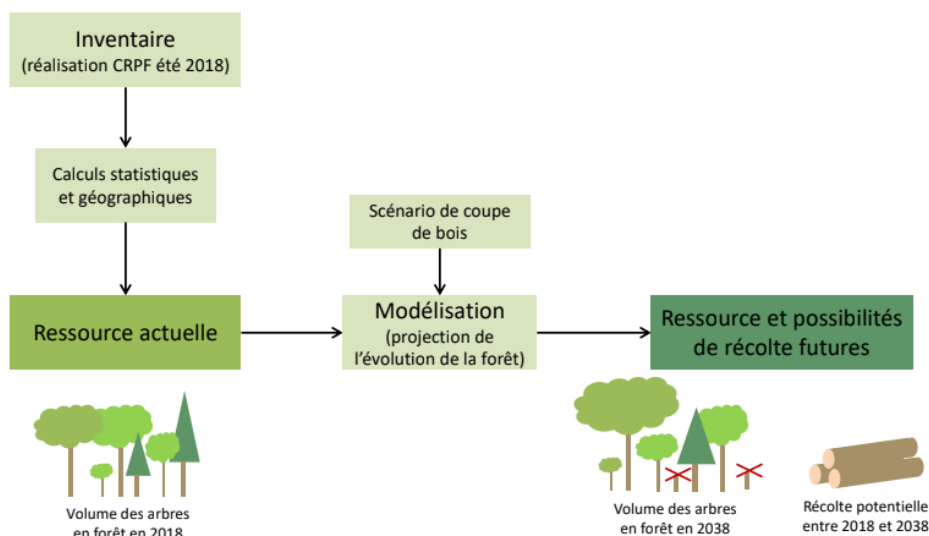 Inventaire
(réalisation CRPF été 2018)
Calculs statistiques
et géographiques
Scénario de coupe
de bois
Ressource actuelle
Modélisation
(projection de
l'évolution de la forêt)
Ressource et possibilités
de récolte futures
Volume des arbres
en forêt en 2018
Volume des arbres
en forêt en 2038
Récolte potentielle
entre 2018 et 2038